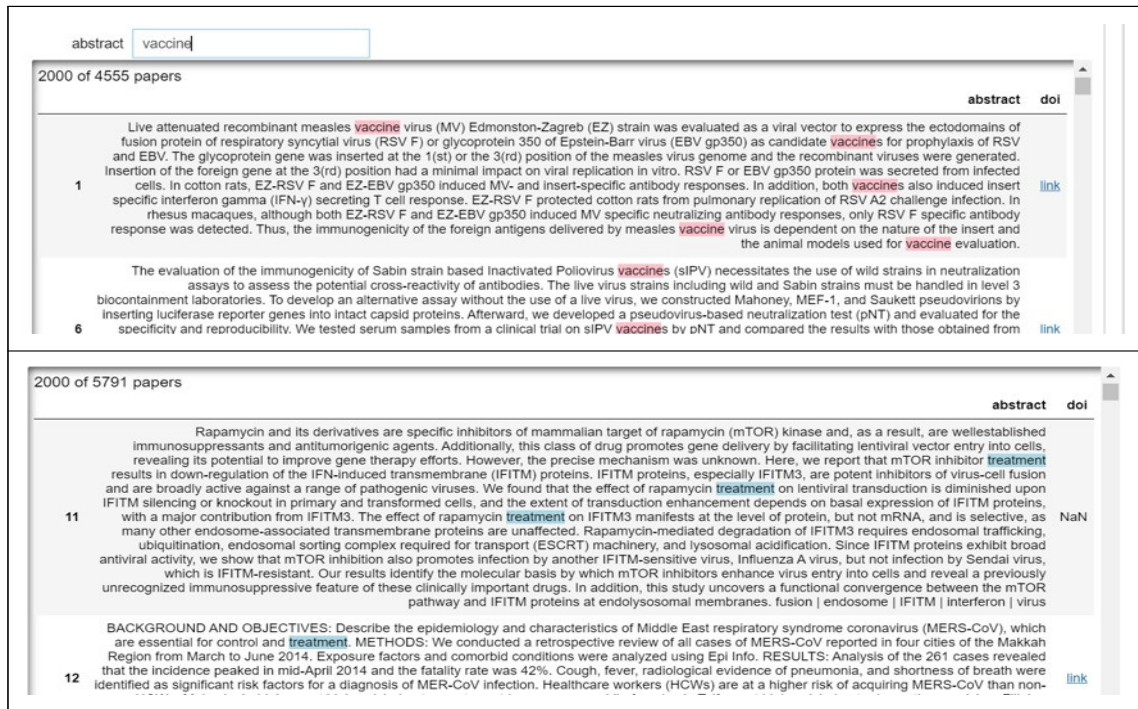 abstract vaccine
2000 of 4555 papers
abstract doi
Live attenuated recombinant measles vaccine virus (MV) Edmonston-Zagreb (EZ) strain was evaluated as a viral vector to express the ectodomains of
fusion protein of respiratory syncytial virus (RSV F) or glycoprotein 350 of Epstein-Barr virus (EBV gp350) as candidate vaccines for prophylaxis of RSV
and EBV. The glycoprotein gene was inserted at the 1(st) or the 3(rd) position of the measles virus genome and the recombinant viruses were generated.
Insertion of the foreign gene at the 3(rd) position had a minimal impact on viral replication in vitro. RSV F or EBV gp350 protein was secreted from infected
1 cells. In cotton rats, EZ-RSV F and EZ-EBV gp350 induced MV- and insert-specific antibody responses. In addition, both vaccines also induced insert link
specific interferon gamma (IFN-γ) secreting T cell response. EZ-RSV F protected cotton rats from pulmonary replication of RSV A2 challenge infection. In
rhesus macaques, although both EZ-RSV F and EZ-EBV gp350 induced MV specific neutralizing antibody responses, only RSV F specific antibody
response was detected. Thus, the immunogenicity of the foreign antigens delivered by measles vaccine virus is dependent on the nature of the insert and
the animal models used for vaccine evaluation.
The evaluation of the immunogenicity of Sabin strain based Inactivated Poliovirus vaccines (sIPV) necessitates the use of wild strains in neutralization
assays to assess the potential cross-reactivity of antibodies. The live virus strains including wild and Sabin strains must be handled in level 3
biocontainment laboratories. To develop an alternative assay without the use of a live virus, we constructed Mahoney, MEF-1, and Saukett pseudovirions by
inserting luciferase reporter genes into intact capsid proteins. Afterward, we developed a pseudovirus-based neutralization test (pNT) and evaluated for the
6 specificity and reproducibility. We tested serum samples from a clinical trial on sIPV vaccines by pNT and compared the results with those obtained from link
2000 of 5791 papers
abstract doi
Rapamycin and its derivatives are specific inhibitors of mammalian target of rapamycin (mTOR) kinase and, as a result, are wellestablished
immunosuppressants and antitumorigenic agents. Additionally, this class of drug promotes gene delivery by facilitating lentiviral vector entry into cells,
revealing its potential to improve gene therapy efforts. However, the precise mechanism was unknown. Here, we report that mTOR inhibitor treatment
results in down-regulation of the IFN-induced transmembrane (IFITM) proteins. IFITM proteins, especially IFITM3, are potent inhibitors of virus-cell fusion
and are broadly active against a range of pathogenic viruses. We found that the effect of rapamycin treatment on lentiviral transduction is diminished upon
IFITM silencing or knockout in primary and transformed cells, and the extent of transduction enhancement depends on basal expression of IFITM proteins,
11 with a major contribution from IFITM3. The effect of rapamycin treatment on IFITM3 manifests at the level of protein, but not mRNA, and is selective, as NaN
many other endosome-associated transmembrane proteins are unaffected. Rapamycin-mediated degradation of IFITM3 requires endosomal trafficking,
ubiquitination, endosomal sorting complex required for transport (ESCRT) machinery, and lysosomal acidification. Since IFITM proteins exhibit broad
antiviral activity, we show that mTOR inhibition also promotes infection by another IFITM-sensitive virus, Influenza A virus, but not infection by Sendai virus,
which is IFITM-resistant. Our results identify the molecular basis by which mTOR inhibitors enhance virus entry into cells and reveal a previously
unrecognized immunosuppressive feature of these clinically important drugs. In addition, this study uncovers a functional convergence between the mTOR
pathway and IFITM proteins at endolysosomal membranes. fusion | endosome | IFITM | interferon | virus
BACKGROUND AND OBJECTIVES: Describe the epidemiology and characteristics of Middle East respiratory syndrome coronavirus (MERS-CoV), which
are essential for control and treatment. METHODS: We conducted a retrospective review of all cases of MERS-CoV reported in four cities of the Makkah
Region from March to June 2014. Exposure factors and comorbid conditions were analyzed using Epi Info. RESULTS: Analysis of the 261 cases revealed
that the incidence peaked in mid-April 2014 and the fatality rate was 42%. Cough, fever, radiological evidence of pneumonia, and shortness of breath were
12 identified as significant risk factors for a diagnosis of MER-CoV infection. Healthcare workers (HCWs) are at a higher risk of acquiring MERS-CoV than non- link